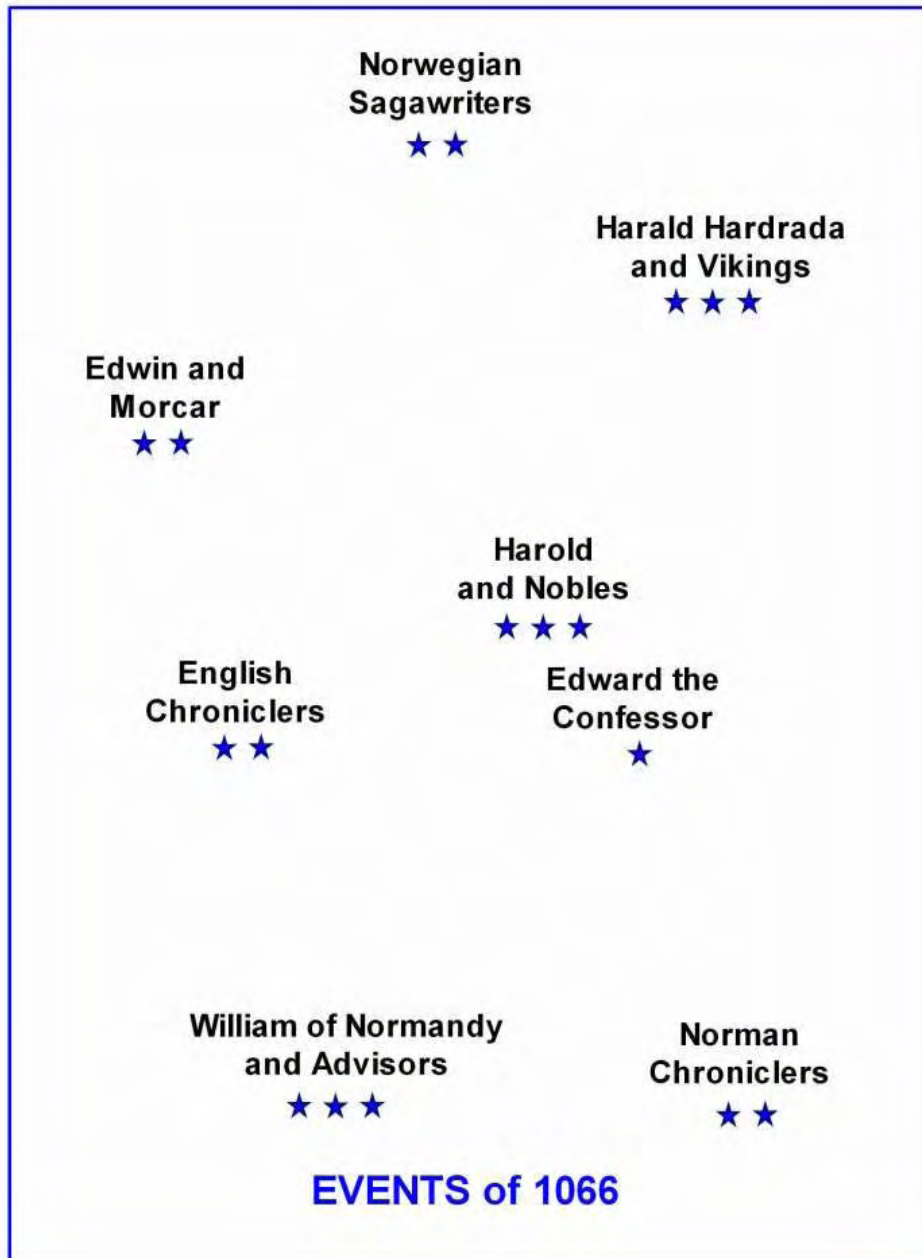 Norwegian
Sagawriters
Harald Hardrada
and Vikings
Edwin and
Morcar
Harold
and Nobles
English
Chroniclers
Edward the
Confessor
William of Normandy
and Advisors
Norman
Chroniclers
EVENTS of 1066